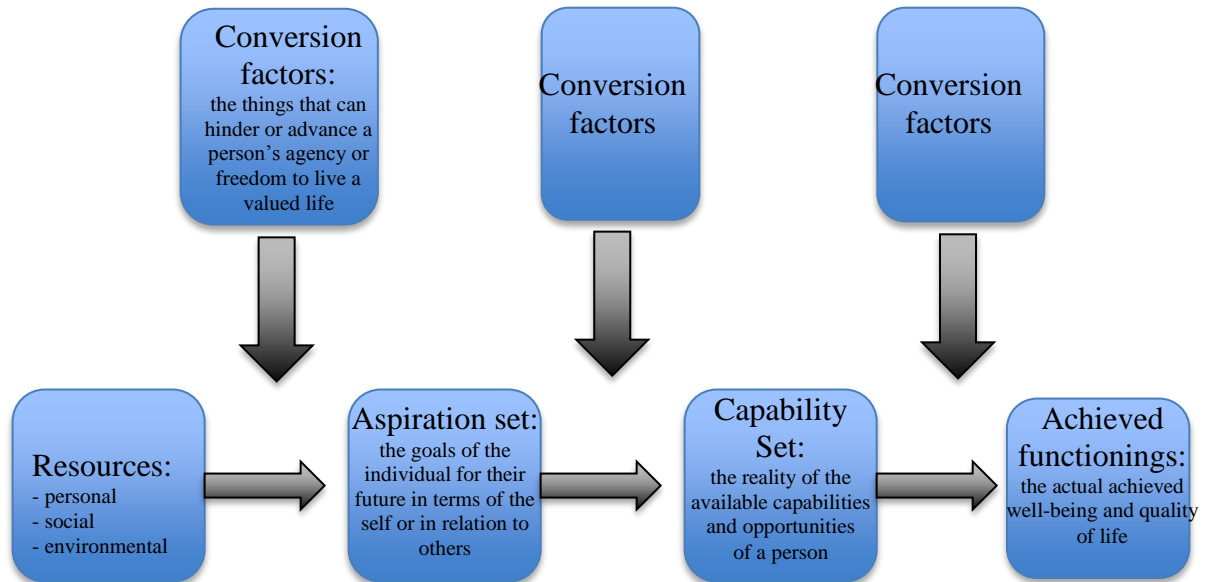 Conversion
factors:
the things that can
hinder or advance a
person’s agency or
freedom to live a
valued life
Conversion
factors
Conversion
factors
Resources:
- personal
- social
- environmental
Aspiration set:
the goals of the
individual for their
future in terms of the
self or in relation to
others
Capability
Set:
the reality of the
available capabilities
and opportunities
of a person
Achieved
functionings:
the actual achieved
well-being and quality
of life